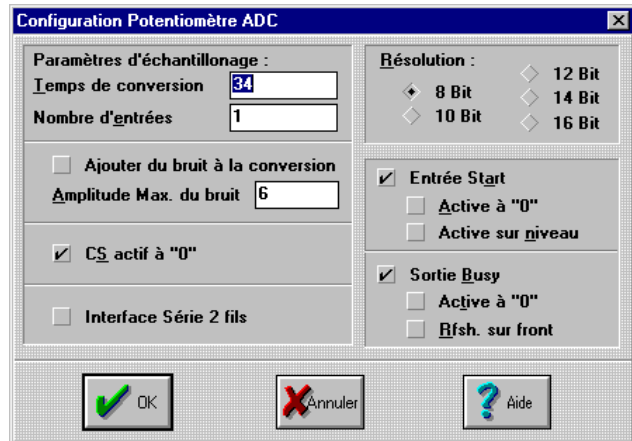 Configuration Potentiomètre ADC
Paramètres d'échantillonage :
Temps de conversion 34
Nombre d'entrées 1
Ajouter du bruit à la conversion
Amplitude Max. du bruit 6
CS actif à "0"
Interface Série 2 fils
Résolution :
8 Bit
10 Bit
12 Bit
14 Bit
16 Bit
Entrée Start
Active à "0"
Active sur niveau
Sortie Busy
Active à "0"
Rfsh. sur front
OK
Annuler
Aide